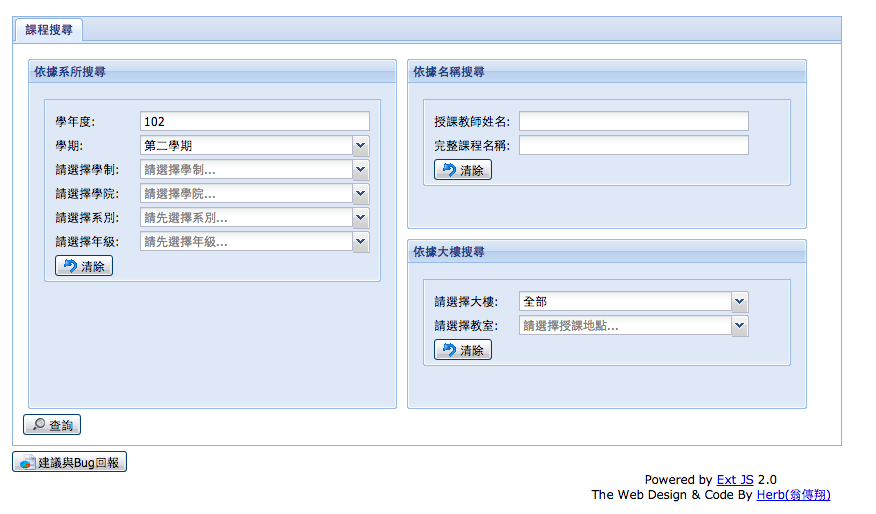 課程搜尋
依據系所搜尋
學年度: 102
學期: 第二學期
請選擇學制: 請選擇學制...
請選擇學院: 請選擇學院...
請選擇系別: 請先選擇系別...
請選擇年級: 請先選擇年級...
清除
依據名稱搜尋
授課教師姓名:
完整課程名稱:
清除
依據大樓搜尋
請選擇大樓: 全部
請選擇教室: 請選擇授課地點...
清除
查詢
建議與Bug回報
Powered by Ext JS 2.0
The Web Design & Code By Herb(翁傳翔)